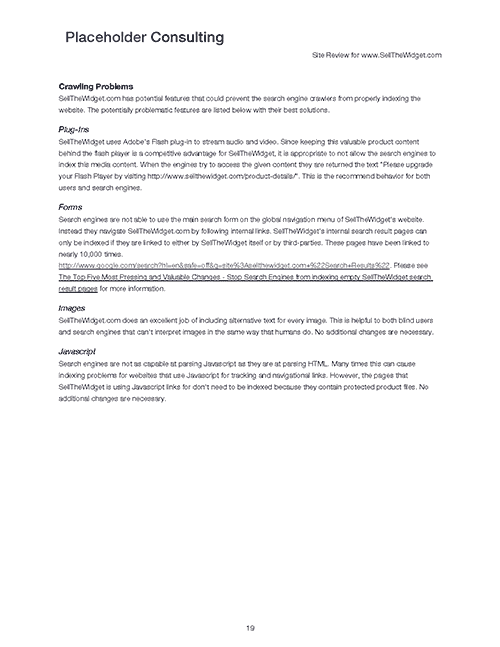 Placeholder Consulting
Site Review for www.SellTheWidget.com
Crawling Problems
SellTheWidget.com has potential features that could prevent the search engine crawlers from properly indexing the
website. The potentially problematic features are listed below with their best solutions.
Plug-Ins
SellTheWidget uses Adobe's Flash plug-in to stream audio and video. Since keeping this valuable product content
behind the flash player is a competitive advantage for SellTheWidget, it is appropriate to not allow the search engines to
index this media content. When the engines try to access the given content they are returned the text "Please upgrade
your Flash Player by visiting http://www.sellthewidget.com/product-details/". This is the recommend behavior for both
users and search engines.
Forms
Search engines are not able to use the main search form on the global navigation menu of SellTheWidget's website.
Instead they navigate SellTheWidget.com by following internal links. SellTheWidget's internal search result pages can
only be indexed if they are linked to either by SellTheWidget itself or by third-parties. These pages have been linked to
nearly 10,000 times.
http://www.google.com/search?hl=en&safe=off&q=site%3Asellthewidget.com+%22Search+Results%22. Please see
The Top Five Most Pressing and Valuable Changes - Stop Search Engines from indexing empty SellTheWidget search
result pages for more information.
Images
SellTheWidget.com does an excellent job of including alternative text for every image. This is helpful to both blind users
and search engines that can't interpret images in the same way that humans do. No additional changes are necessary.
Javascript
Search engines are not as capable at parsing Javascript as they are at parsing HTML. Many times this can cause
indexing problems for websites that use Javascript for tracking and navigational links. However, the pages that
SellTheWidget is using Javascript links for don't need to be indexed because they contain protected product files. No
additional changes are necessary.
19